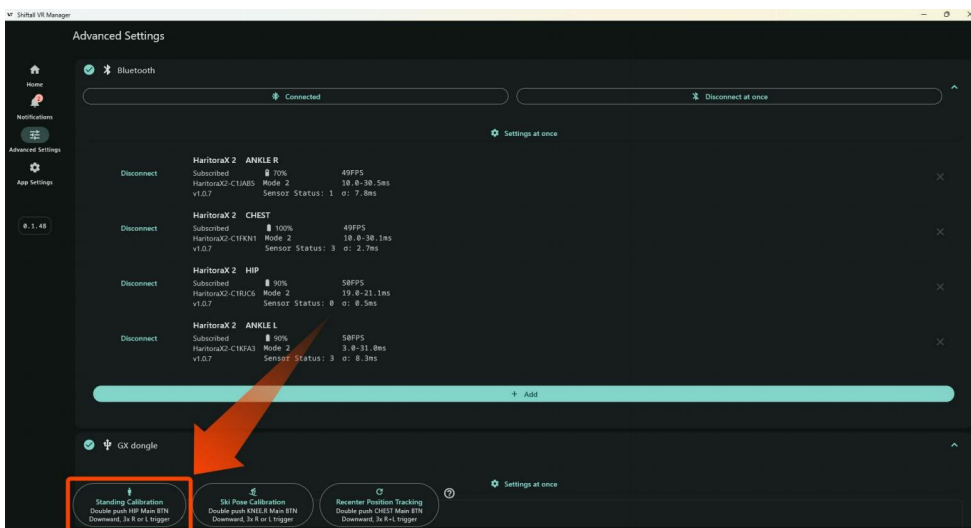 Shiftall VR Manager
Advanced Settings
Home
2
Notifications
Advanced Settings
App Settings
0.1.48
Bluetooth
Connected
Disconnect at once
Settings at once
HaritoraX 2 ANKLE R
Disconnect
Subscribed 70% 49FPS
HaritoraX2-C1JAB5 Mode 2 10.0-30.5ms
v1.0.7 Sensor Status: 1 σ: 7.8ms
HaritoraX 2 CHEST
Disconnect
Subscribed 100% 49FPS
HaritoraX2-C1FKN1 Mode 2 10.0-30.1ms
v1.0.7 Sensor Status: 3 σ: 2.7ms
HaritoraX 2 HIP
Disconnect
Subscribed 90% 50FPS
HaritoraX2-C1RJC6 Mode 2 19.0-21.1ms
v1.0.7 Sensor Status: 0 σ: 0.5ms
HaritoraX 2 ANKLE L
Disconnect
Subscribed 90% 50FPS
HaritoraX2-C1KFA3 Mode 2 3.0-31.0ms
v1.0.7 Sensor Status: 3 σ: 8.3ms
+ Add
GX dongle
Settings at once
Standing Calibration
Double push HIP Main BTN
Downward, 3x R or L trigger
Ski Pose Calibration
Double push KNEE.R Main BTN
Downward, 3x R or L trigger
Recenter Position Tracking
Double push CHEST Main BTN
Downward, 3x R+L trigger